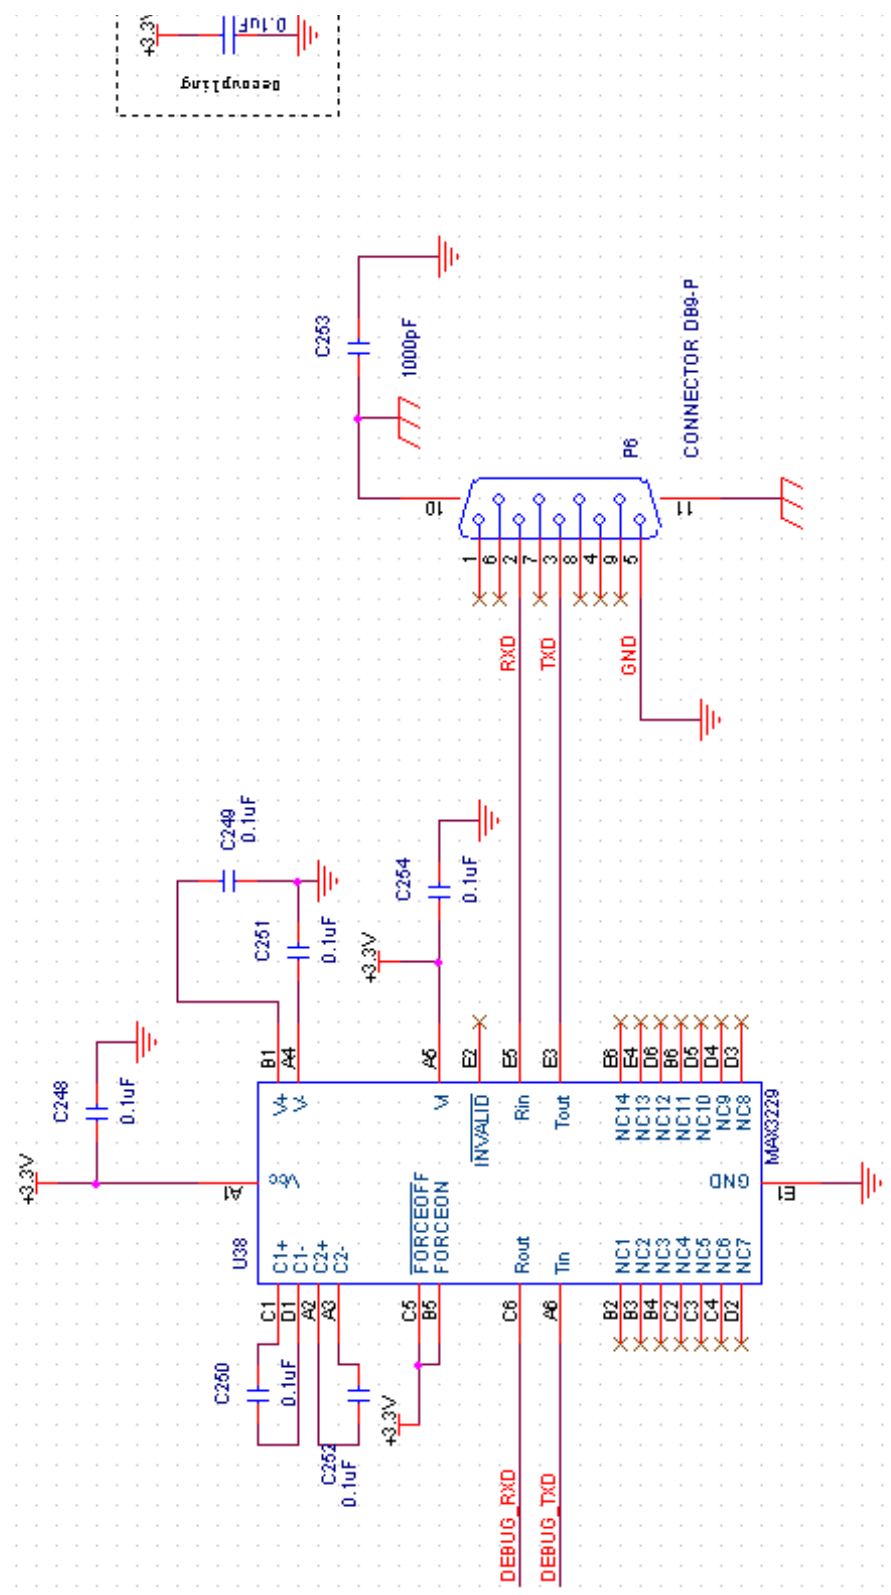 +3.3V
0.1uF
Decoupling
C253
1000pF
CONNECTOR DB9-P
P6
10
11
1
6
2
7
3
8
4
9
5
RXD
TXD
GND
C249
0.1uF
C251
0.1uF
C254
0.1uF
+3.3V
C248
0.1uF
+3.3V
B1
A4
A5
E2
E5
E3
E6
E4
D6
B6
D5
D4
D3
V+
V-
Vl
INVALID
Rin
Tout
NC14
NC13
NC12
NC11
NC10
NC9
NC8
MAX3229
A1
Vcc
GND
E1
U38
C1+
C1-
C2+
C2-
FORCEOFF
FORCEON
Rout
Tin
NC1
NC2
NC3
NC4
NC5
NC6
NC7
C1
D1
A2
A3
C5
B5
C6
A6
B2
B3
B4
C2
C3
C4
D2
C250
0.1uF
C252
0.1uF
+3.3V
DEBUG_RXD
DEBUG_TXD